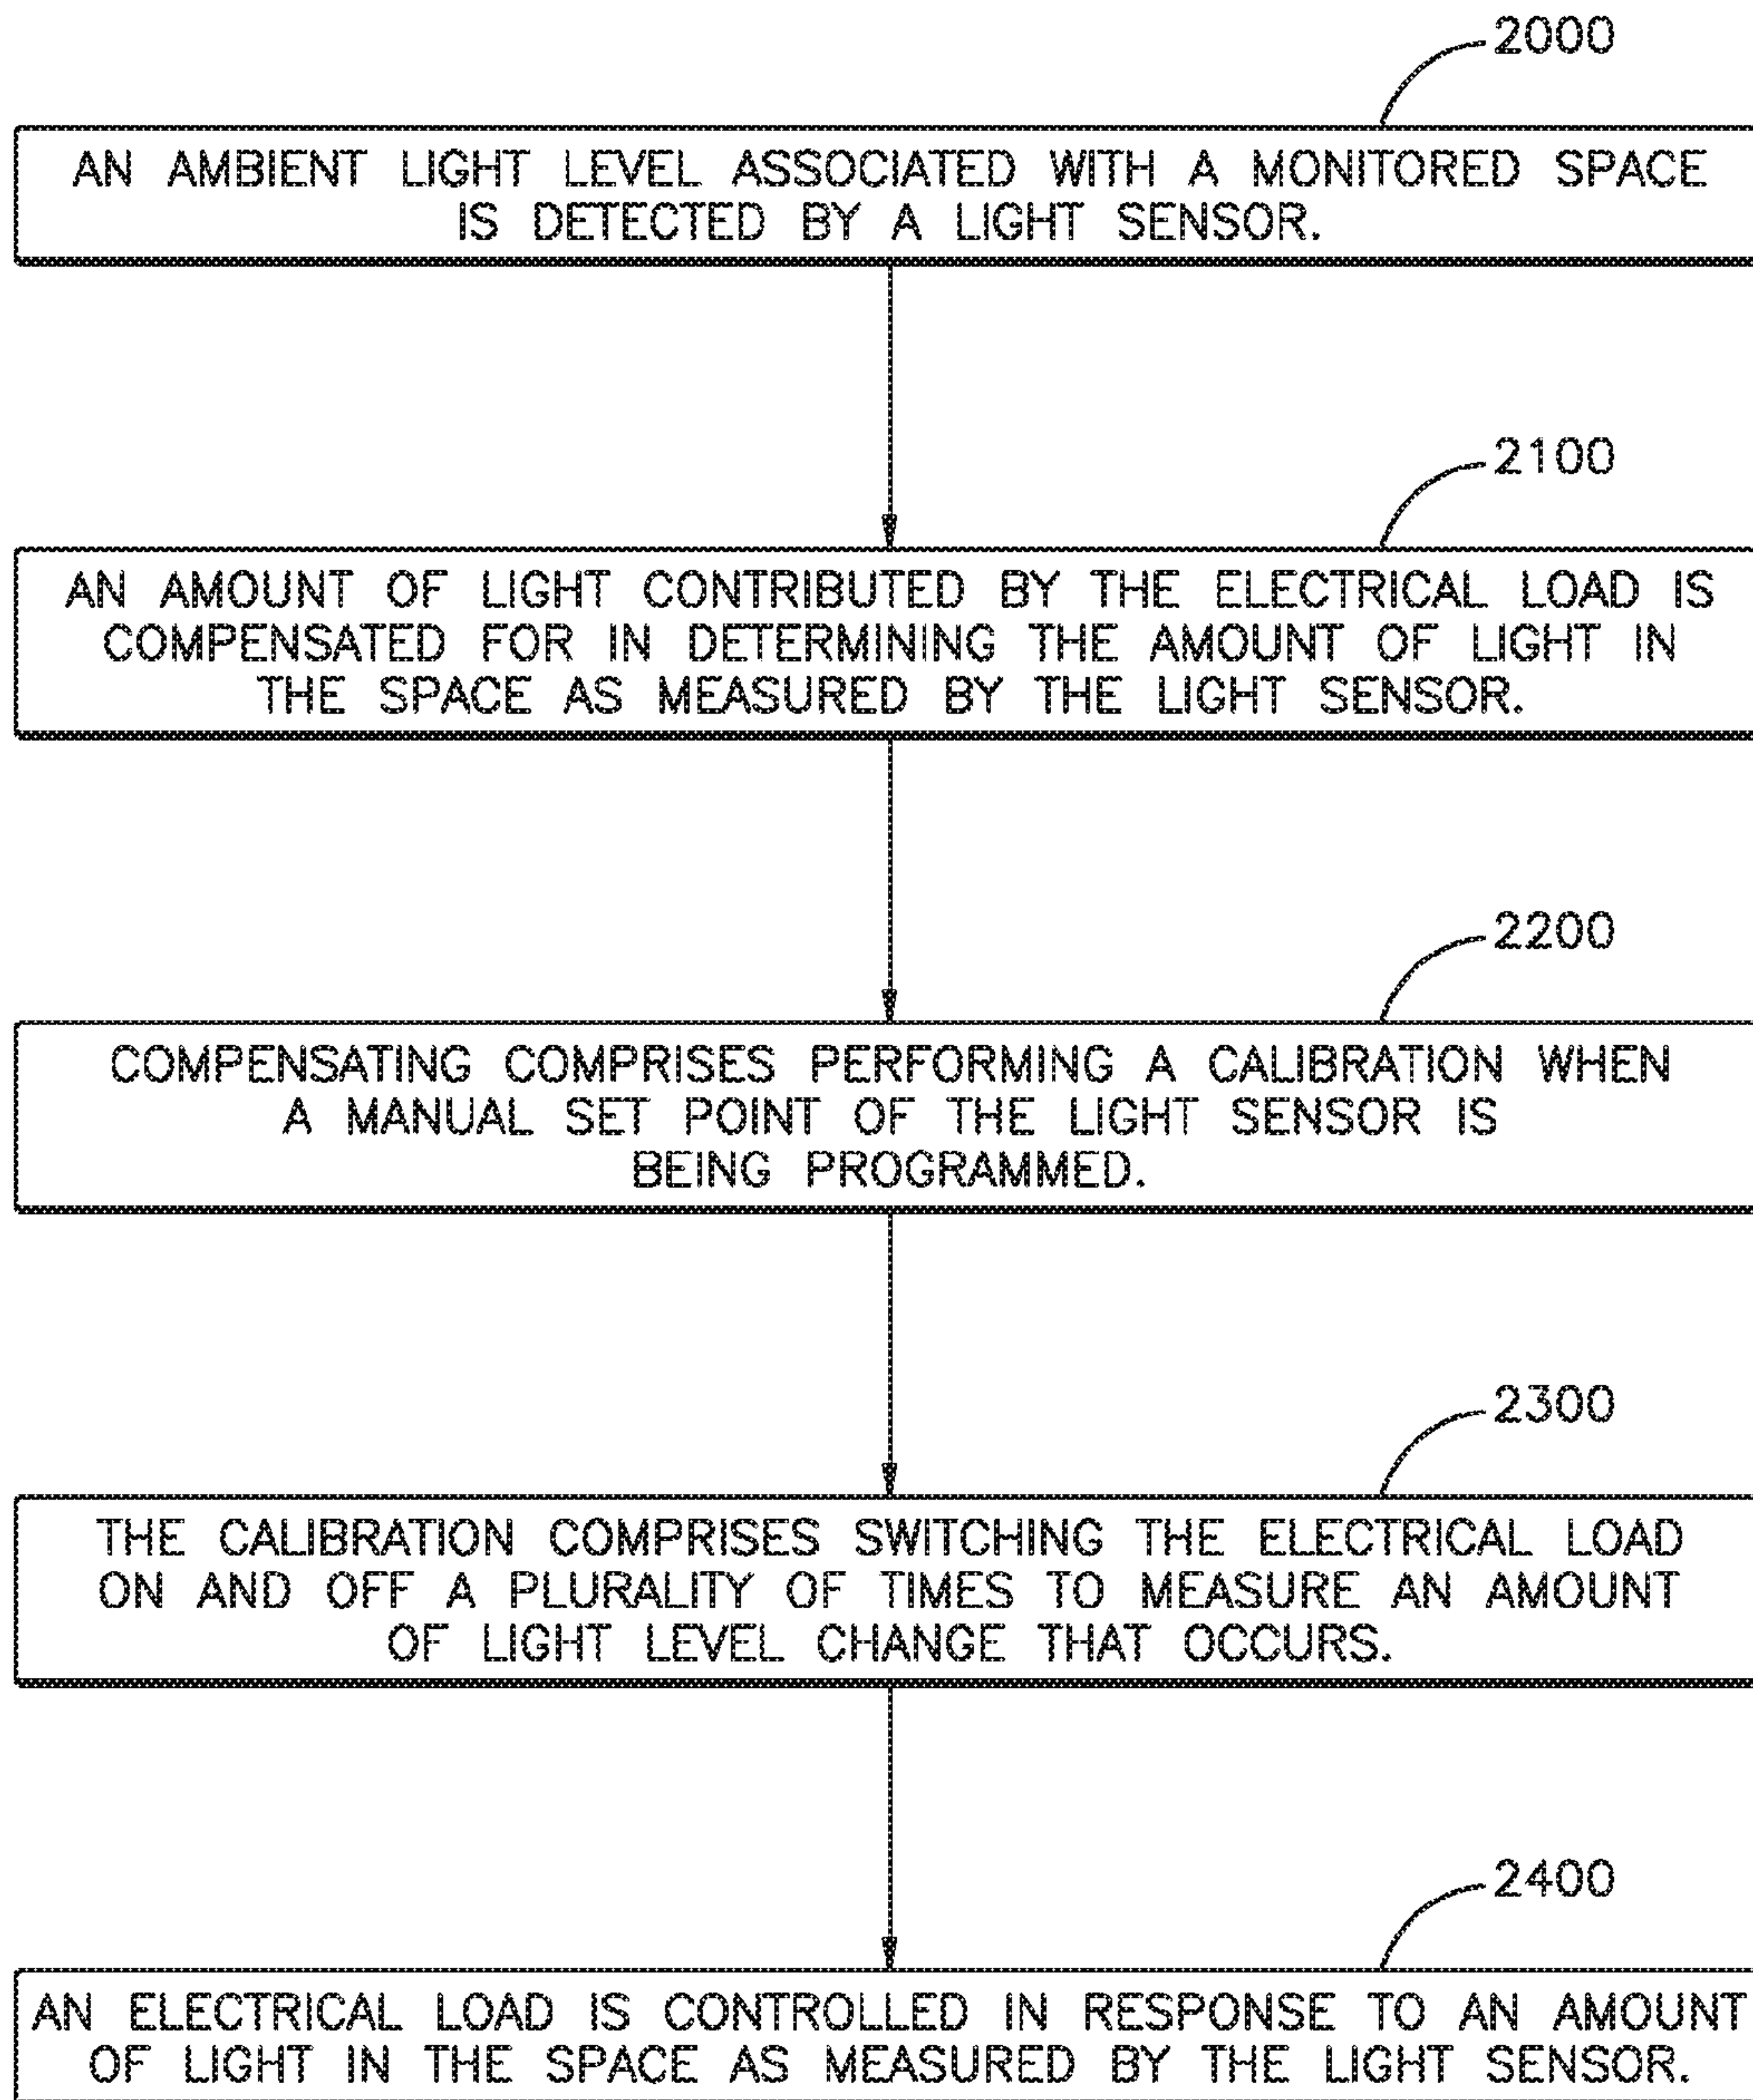 2000
AN AMBIENT LIGHT LEVEL ASSOCIATED WITH A MONITORED SPACE
IS DETECTED BY A LIGHT SENSOR.
2100
AN AMOUNT OF LIGHT CONTRIBUTED BY THE ELECTRICAL LOAD IS
COMPENSATED FOR IN DETERMINING THE AMOUNT OF LIGHT IN
THE SPACE AS MEASURED BY THE LIGHT SENSOR.
2200
COMPENSATING COMPRISES PERFORMING A CALIBRATION WHEN
A MANUAL SET POINT OF THE LIGHT SENSOR IS
BEING PROGRAMMED.
2300
THE CALIBRATION COMPRISES SWITCHING THE ELECTRICAL LOAD
ON AND OFF A PLURALITY OF TIMES TO MEASURE AN AMOUNT
OF LIGHT LEVEL CHANGE THAT OCCURS.
2400
AN ELECTRICAL LOAD IS CONTROLLED IN RESPONSE TO AN AMOUNT
OF LIGHT IN THE SPACE AS MEASURED BY THE LIGHT SENSOR.